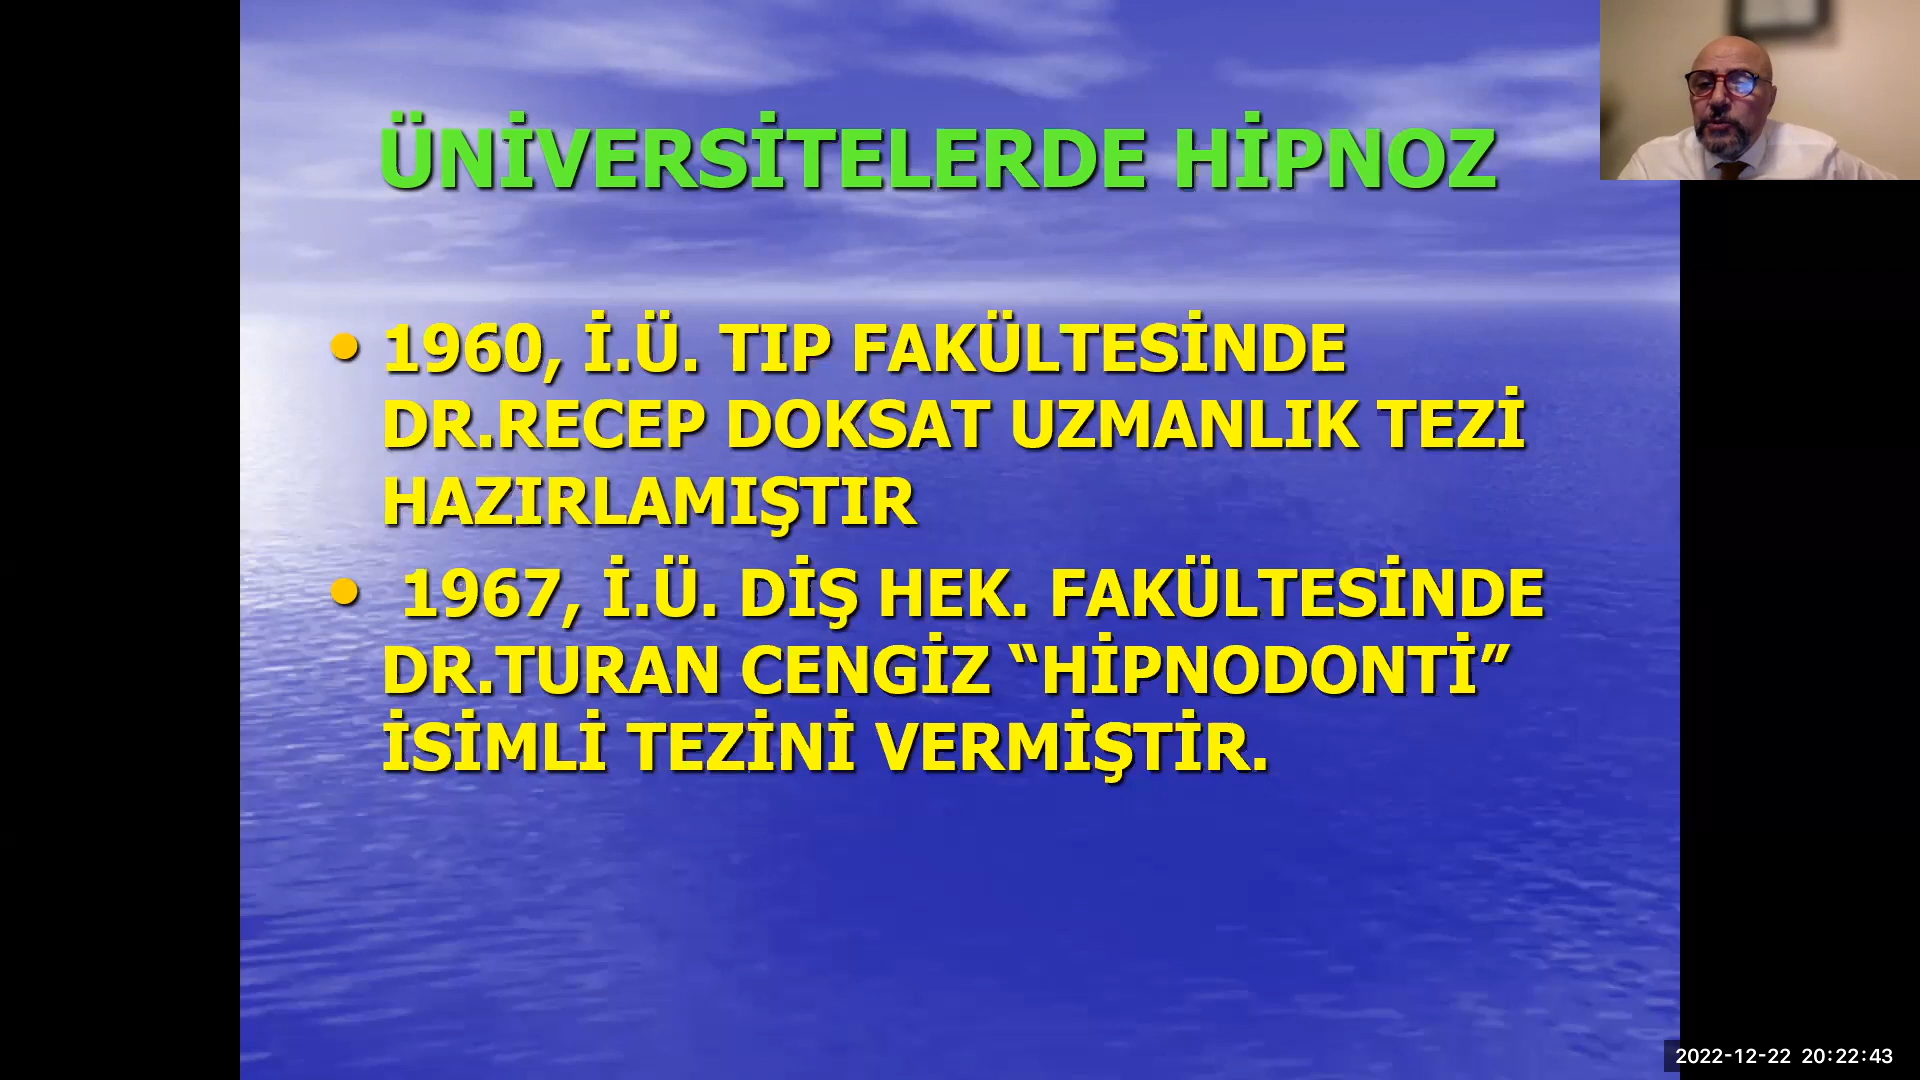 ÜNİVERSİTELERDE HİPNOZ
• 1960, İ.Ü. TIP FAKÜLTESİNDE
DR.RECEP DOKSAT UZMANLIK TEZİ
HAZIRLAMIŞTIR
• 1967, İ.Ü. DİŞ HEK. FAKÜLTESİNDE
DR.TURAN CENGİZ “HİPNODONTİ”
İSİMLİ TEZİNİ VERMİŞTİR.
2022-12-22 20:22:43